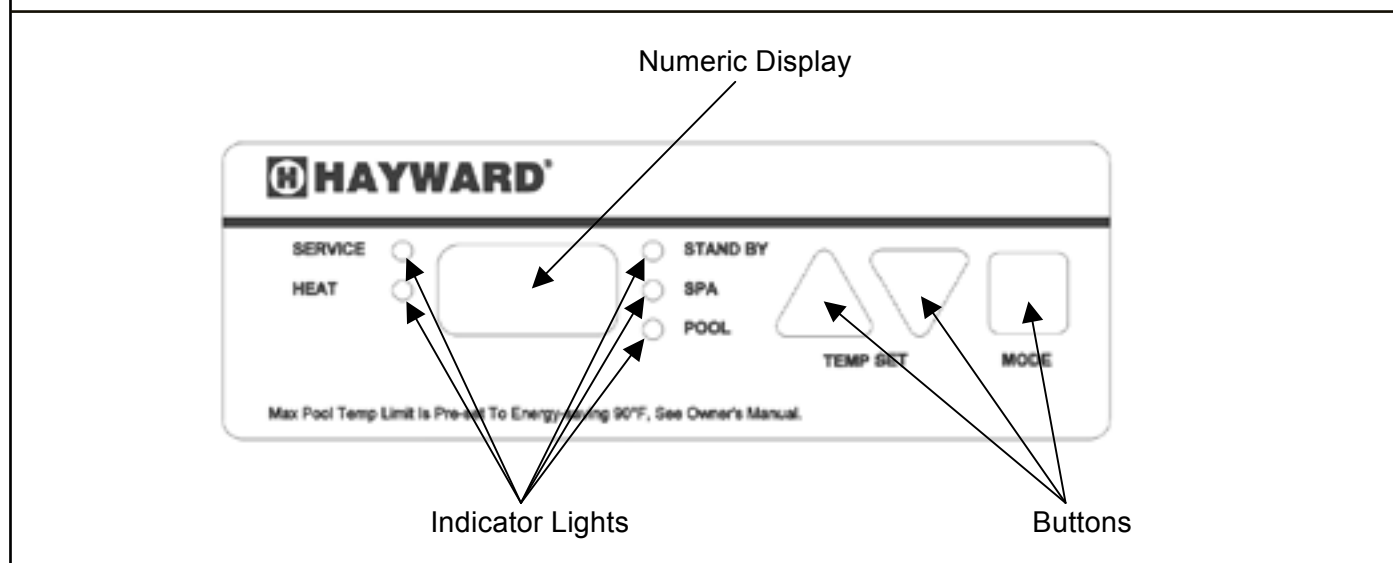 Numeric Display
HAYWARD®
SERVICE
HEAT
STAND BY
SPA
POOL
TEMP SET
MODE
Max Pool Temp Limit Is Pre-set To Energy-saving 90°F, See Owner's Manual.
Indicator Lights
Buttons